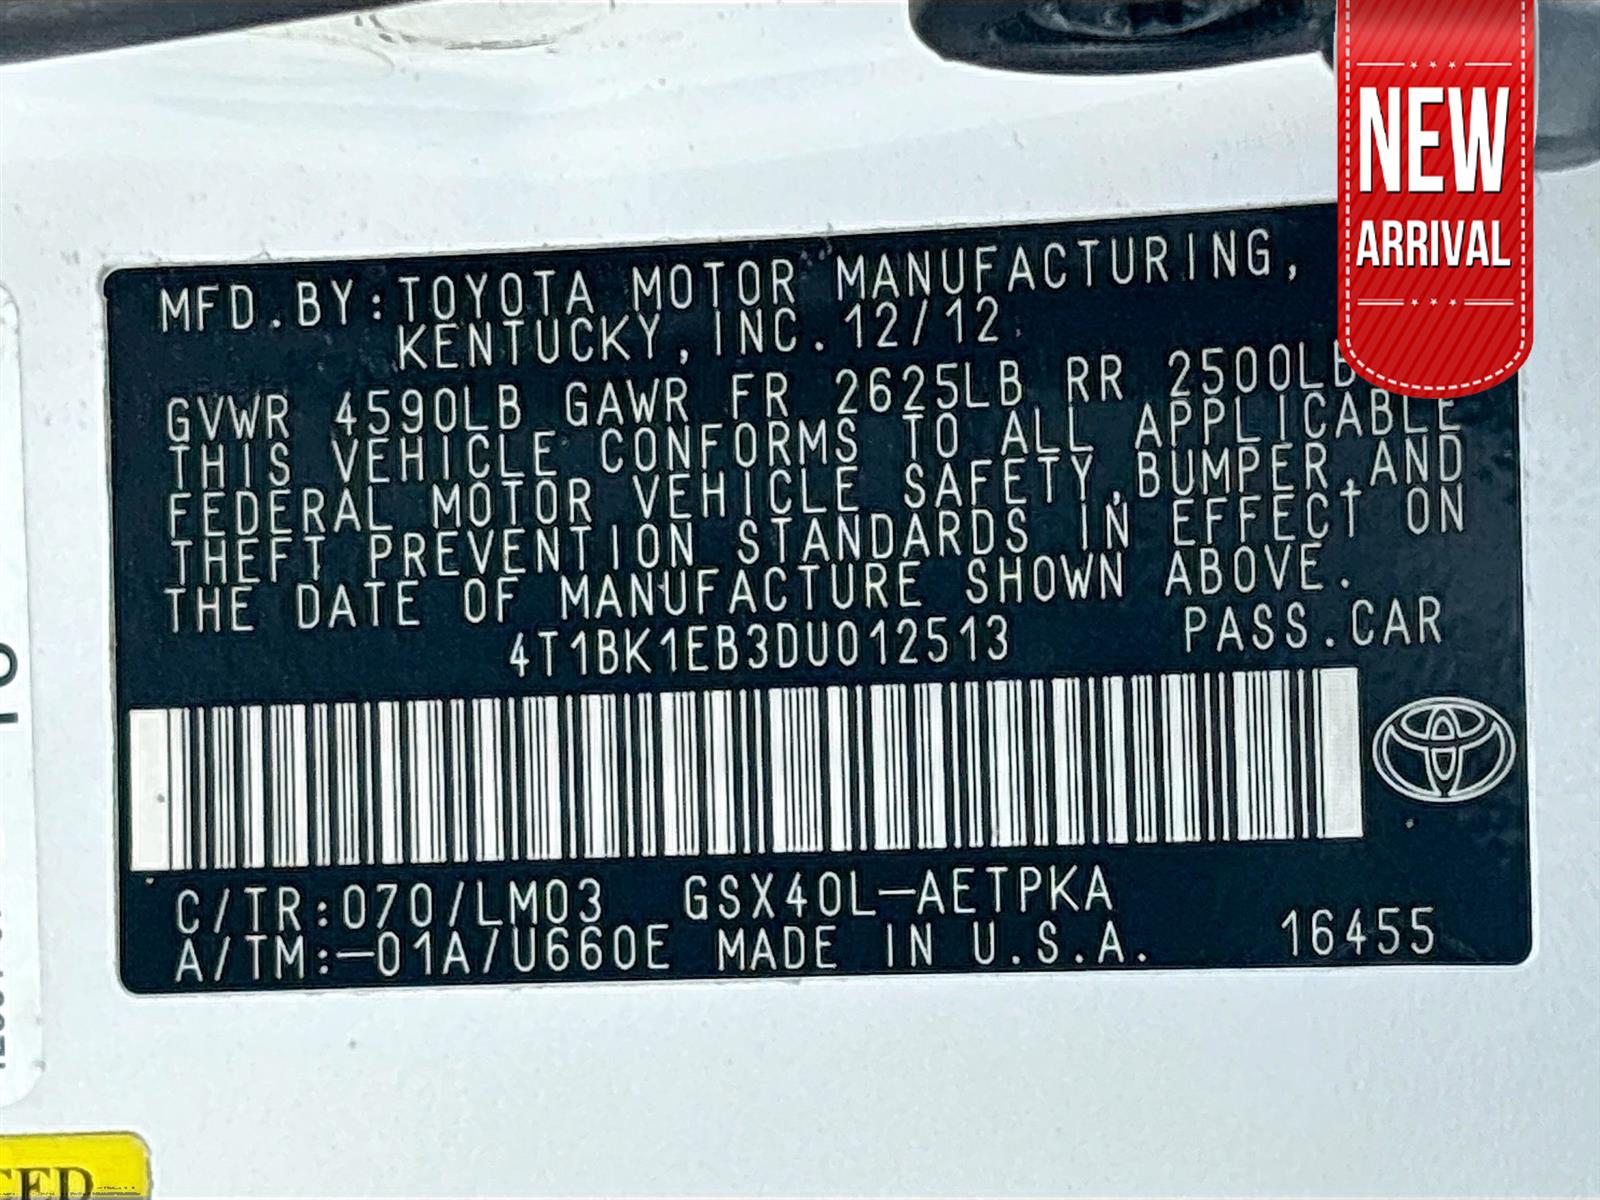 NEW
ARRIVAL
MFD.BY:TOYOTA MOTOR MANUFACTURING,
KENTUCKY,INC.12/12
GVWR 4590LB GAWR FR 2625LB RR 2500LB
THIS VEHICLE CONFORMS TO ALL APPLICABLE
FEDERAL MOTOR VEHICLE SAFETY,BUMPER,AND
THEFT PREVENTION STANDARDS IN EFFECT ON
THE DATE OF MANUFACTURE SHOWN ABOVE.
4T1BK1EB3DU012513 PASS.CAR
C/TR:070/LM03 GSX40L-AETPKA
A/TM:-01A/U660E MADE IN U.S.A. 16455